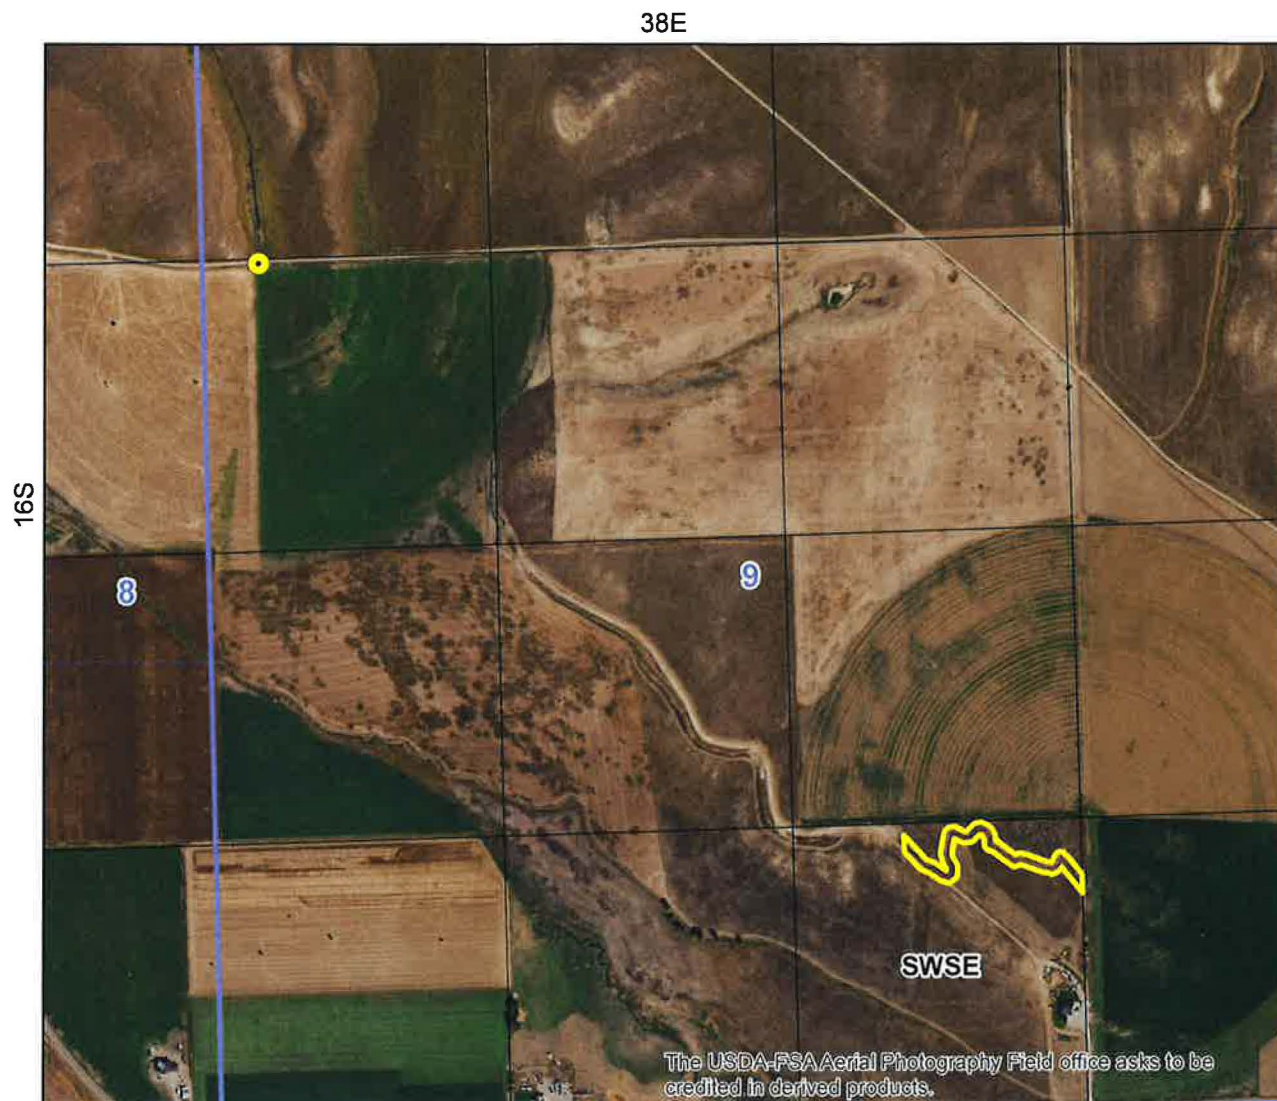 38E
16S
8
9
SWSE
The USDA-FSA Aerial Photography Field office asks to be
credited in derived products.